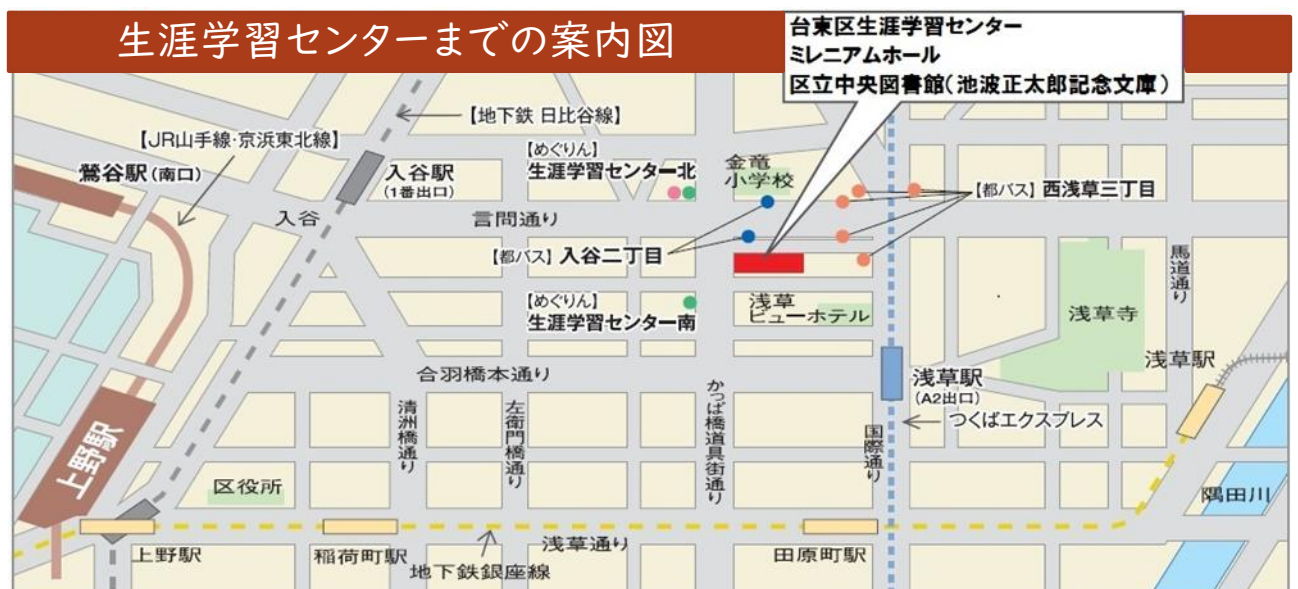 生涯学習センターまでの案内図
台東区生涯学習センター
ミレニアムホール
区立中央図書館(池波正太郎記念文庫)
【地下鉄 日比谷線】
【JR山手線・京浜東北線】
鶯谷駅(南口)
入谷駅
(1番出口)
【めぐりん】
生涯学習センター北
金竜
小学校
【都バス】西浅草三丁目
入谷
言問通り
【都バス】入谷二丁目
馬道通り
【めぐりん】
生涯学習センター南
浅草
ビューホテル
浅草寺
浅草駅
合羽橋本通り
浅草駅
(A2出口)
つくばエクスプレス
清洲橋通り
左衛門橋通り
かっぱ橋道具街通り
国際通り
上野駅
区役所
隅田川
上野駅
稲荷町駅
地下鉄銀座線
浅草通り
田原町駅